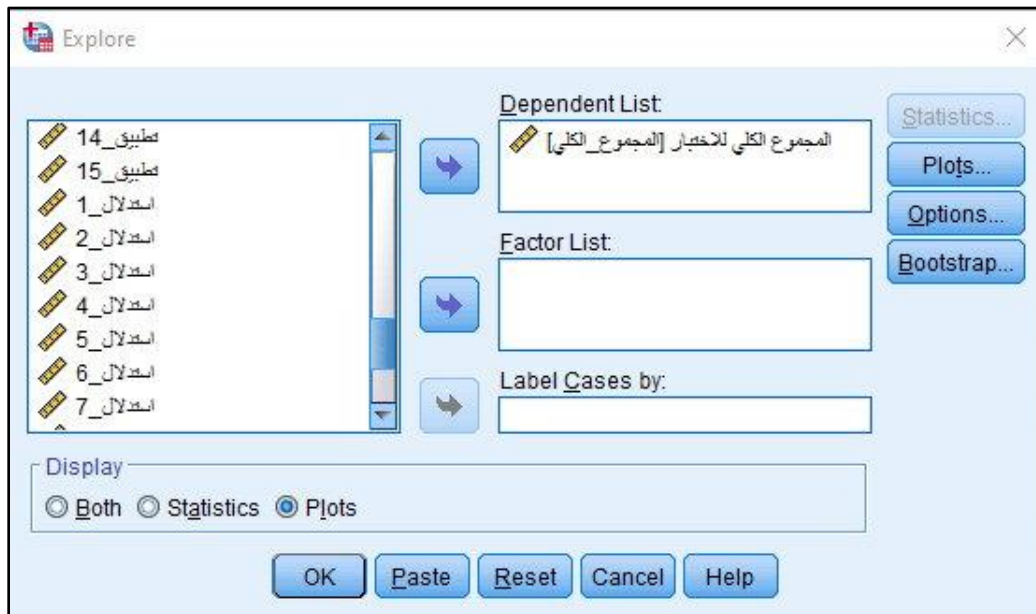 Explore
تطبيق_14
تطبيق_15
استدلال_1
استدلال_2
استدلال_3
استدلال_4
استدلال_5
استدلال_6
استدلال_7
Dependent List:
المجموع الكلي للاختبار [المجموع_الكلي]
Factor List:
Label Cases by:
Statistics...
Plots...
Options...
Bootstrap...
Display
Both Statistics Plots
OK Paste Reset Cancel Help